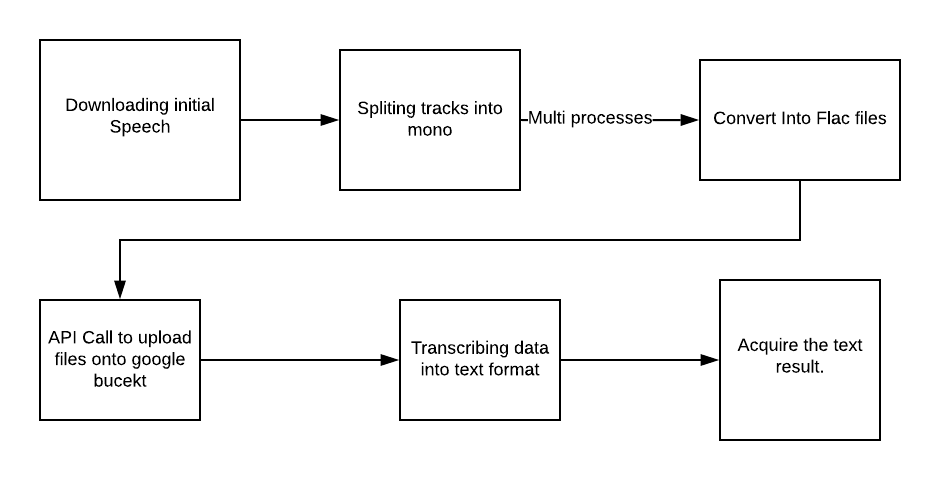 Downloading initial
Speech
Spliting tracks into
mono
Multi processes
Convert Into Flac files
API Call to upload
files onto google
bucekt
Transcribing data
into text format
Acquire the text
result.